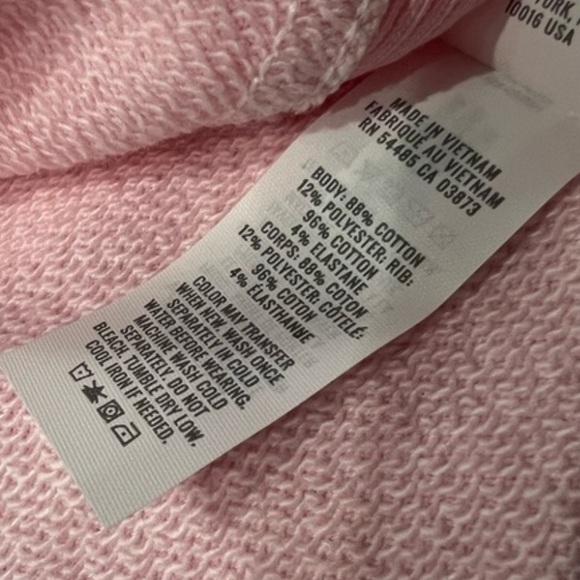 YORK,
10016 USA
MADE IN VIETNAM
FABRIQUÉ AU VIETNAM
RN 54485 CA 03873
BODY: 88% COTTON
12% POLYESTER; RIB:
96% COTTON
4% ELASTANE
CORPS: 88% COTON
12% POLYESTER; CÔTELÉ:
96% COTON
4% ÉLASTHANNE
COLOR MAY TRANSFER
WHEN NEW. WASH ONCE
SEPARATELY IN COLD
WATER BEFORE WEARING.
MACHINE WASH COLD
SEPARATELY DO NOT
BLEACH. TUMBLE DRY LOW.
COOL IRON IF NEEDED.